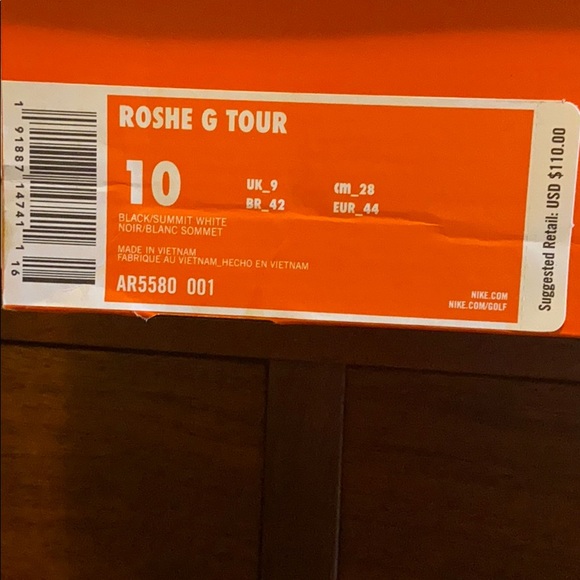 ROSHE G TOUR
10
UK_9
cm_28
BR_42
EUR_44
BLACK/SUMMIT WHITE
NOIR/BLANC SOMMET
MADE IN VIETNAM
FABRIQUE AU VIETNAM_HECHO EN VIETNAM
AR5580 001
NIKE.COM
NIKE.COM/GOLF
Suggested Retail: USD $110.00
1 91887 14741 1 16